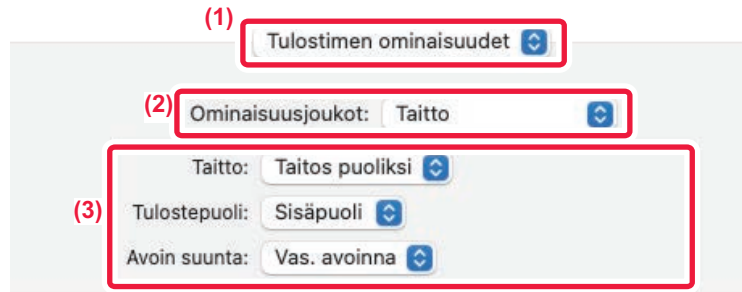 (1)
Tulostimen ominaisuudet
(2) Ominaisuusjoukot: Taitto
Taitto: Taitos puoliksi
(3) Tulostepuoli: Sisäpuoli
Avoin suunta: Vas. avoinna